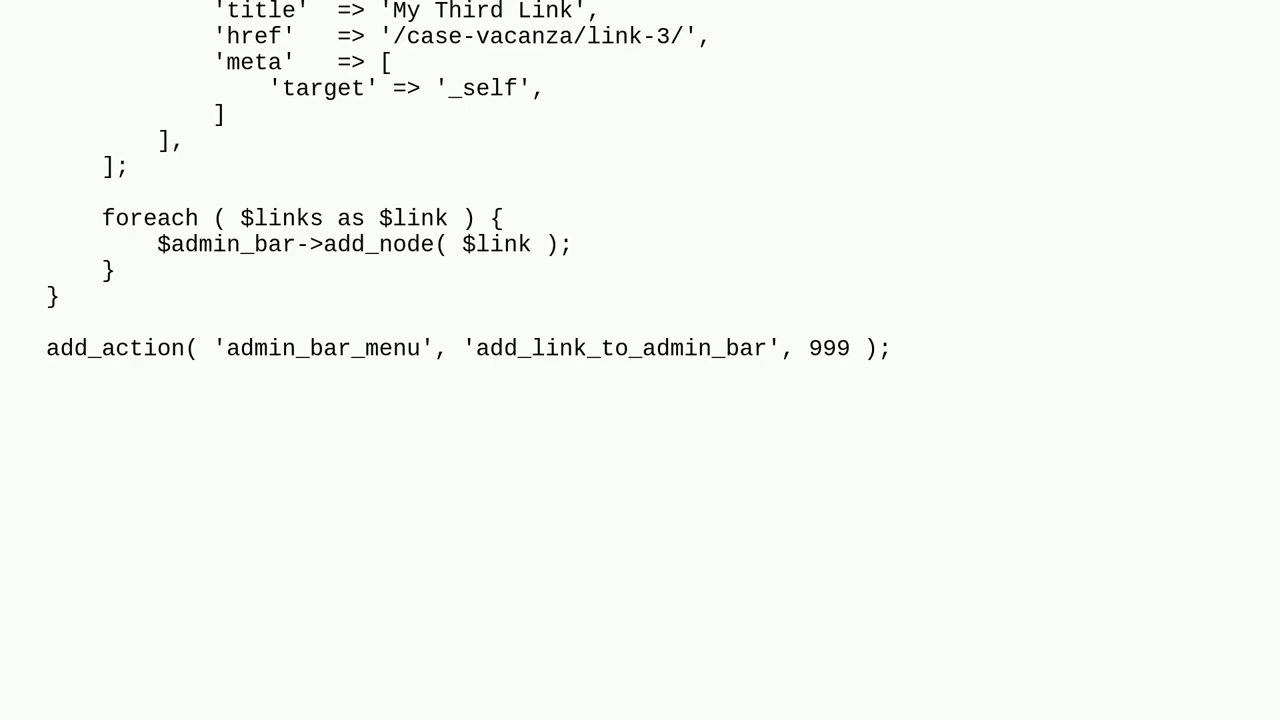 'title'  => 'My Third Link',
'href'   => '/case-vacanza/link-3/',
'meta'   => [
'target' => '_self',
]
],
];
foreach ( $links as $link ) {
$admin_bar->add_node( $link );
}
}
add_action( 'admin_bar_menu', 'add_link_to_admin_bar', 999 );